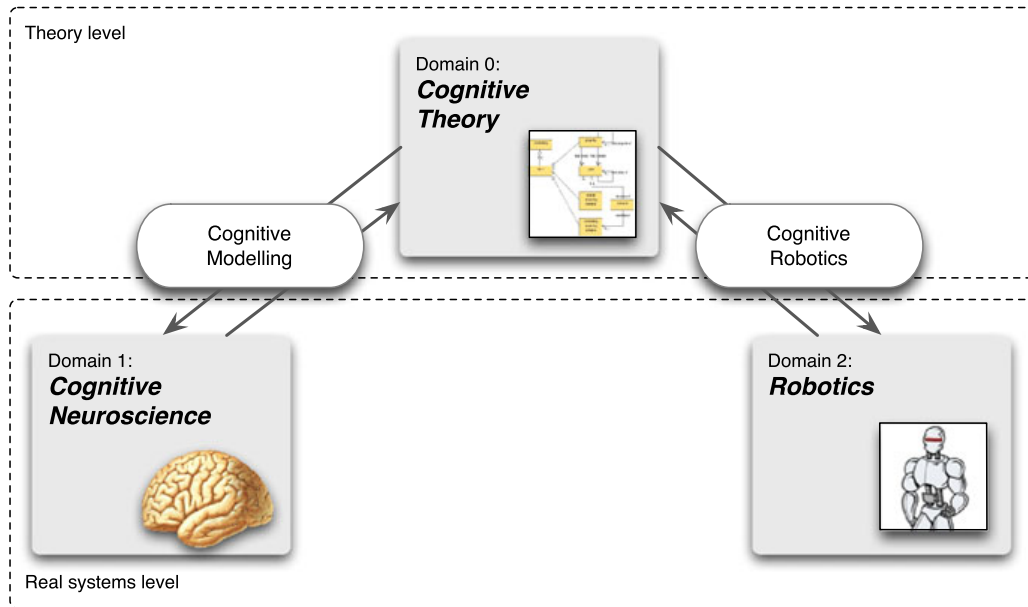 Theory level
Domain 0:
Cognitive
Theory
Cognitive
Modelling
Cognitive
Robotics
Domain 1:
Cognitive
Neuroscience
Domain 2:
Robotics
Real systems level